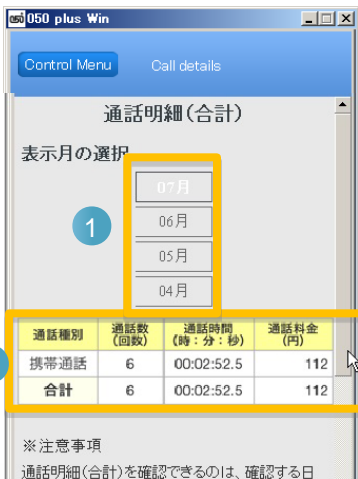 050 050 plus Win
Control Menu Call details
通話明細(合計)
表示月の選択
07月
1
06月
05月
04月
通話種別 通話数(回数) 通話時間(時:分:秒) 通話料金(円)
携帯通話 6 00:02:52.5 112
合計 6 00:02:52.5 112
※注意事項
通話明細(合計)を確認できるのは、確認する日